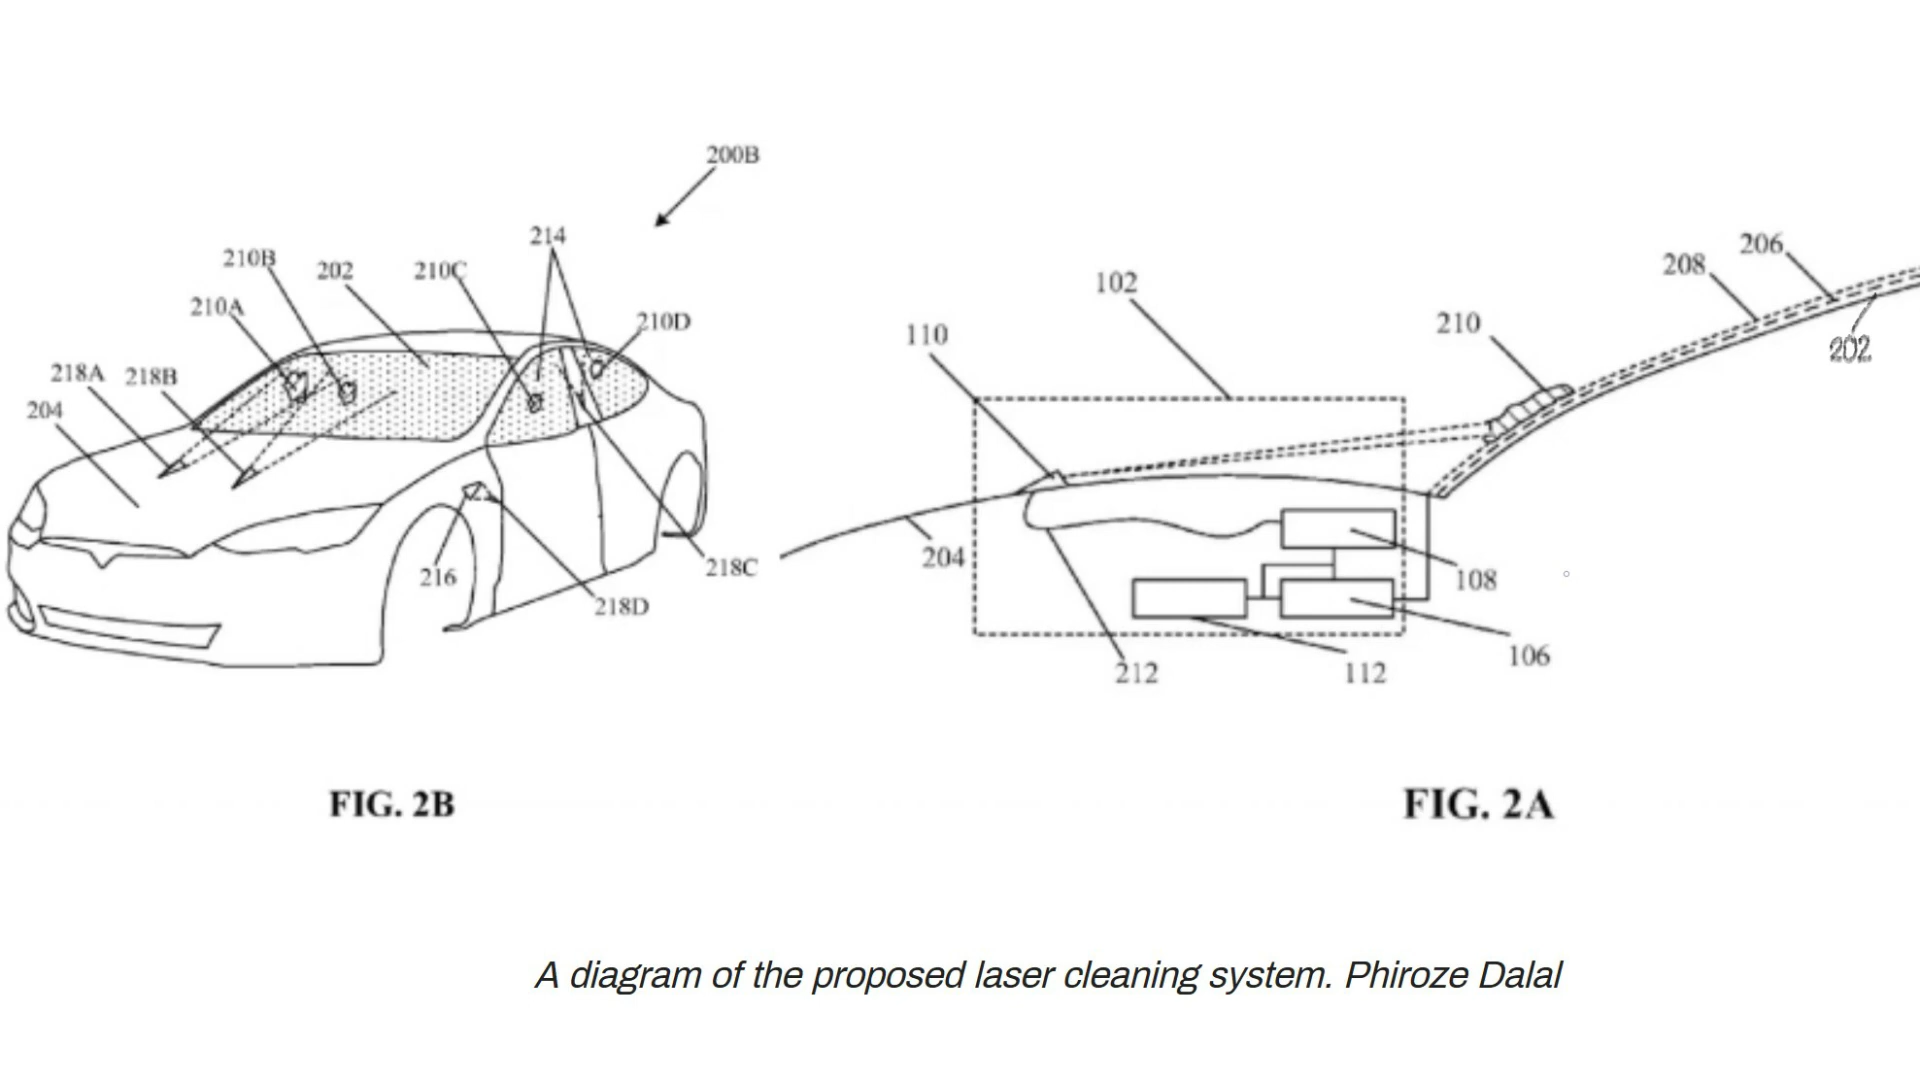 200B
214
210B
202
210C
210A
210D
218A
218B
204
216
218C
218D
FIG. 2B
206
208
102
210
110
202
204
108
106
212
112
FIG. 2A
A diagram of the proposed laser cleaning system. Phiroze Dalal